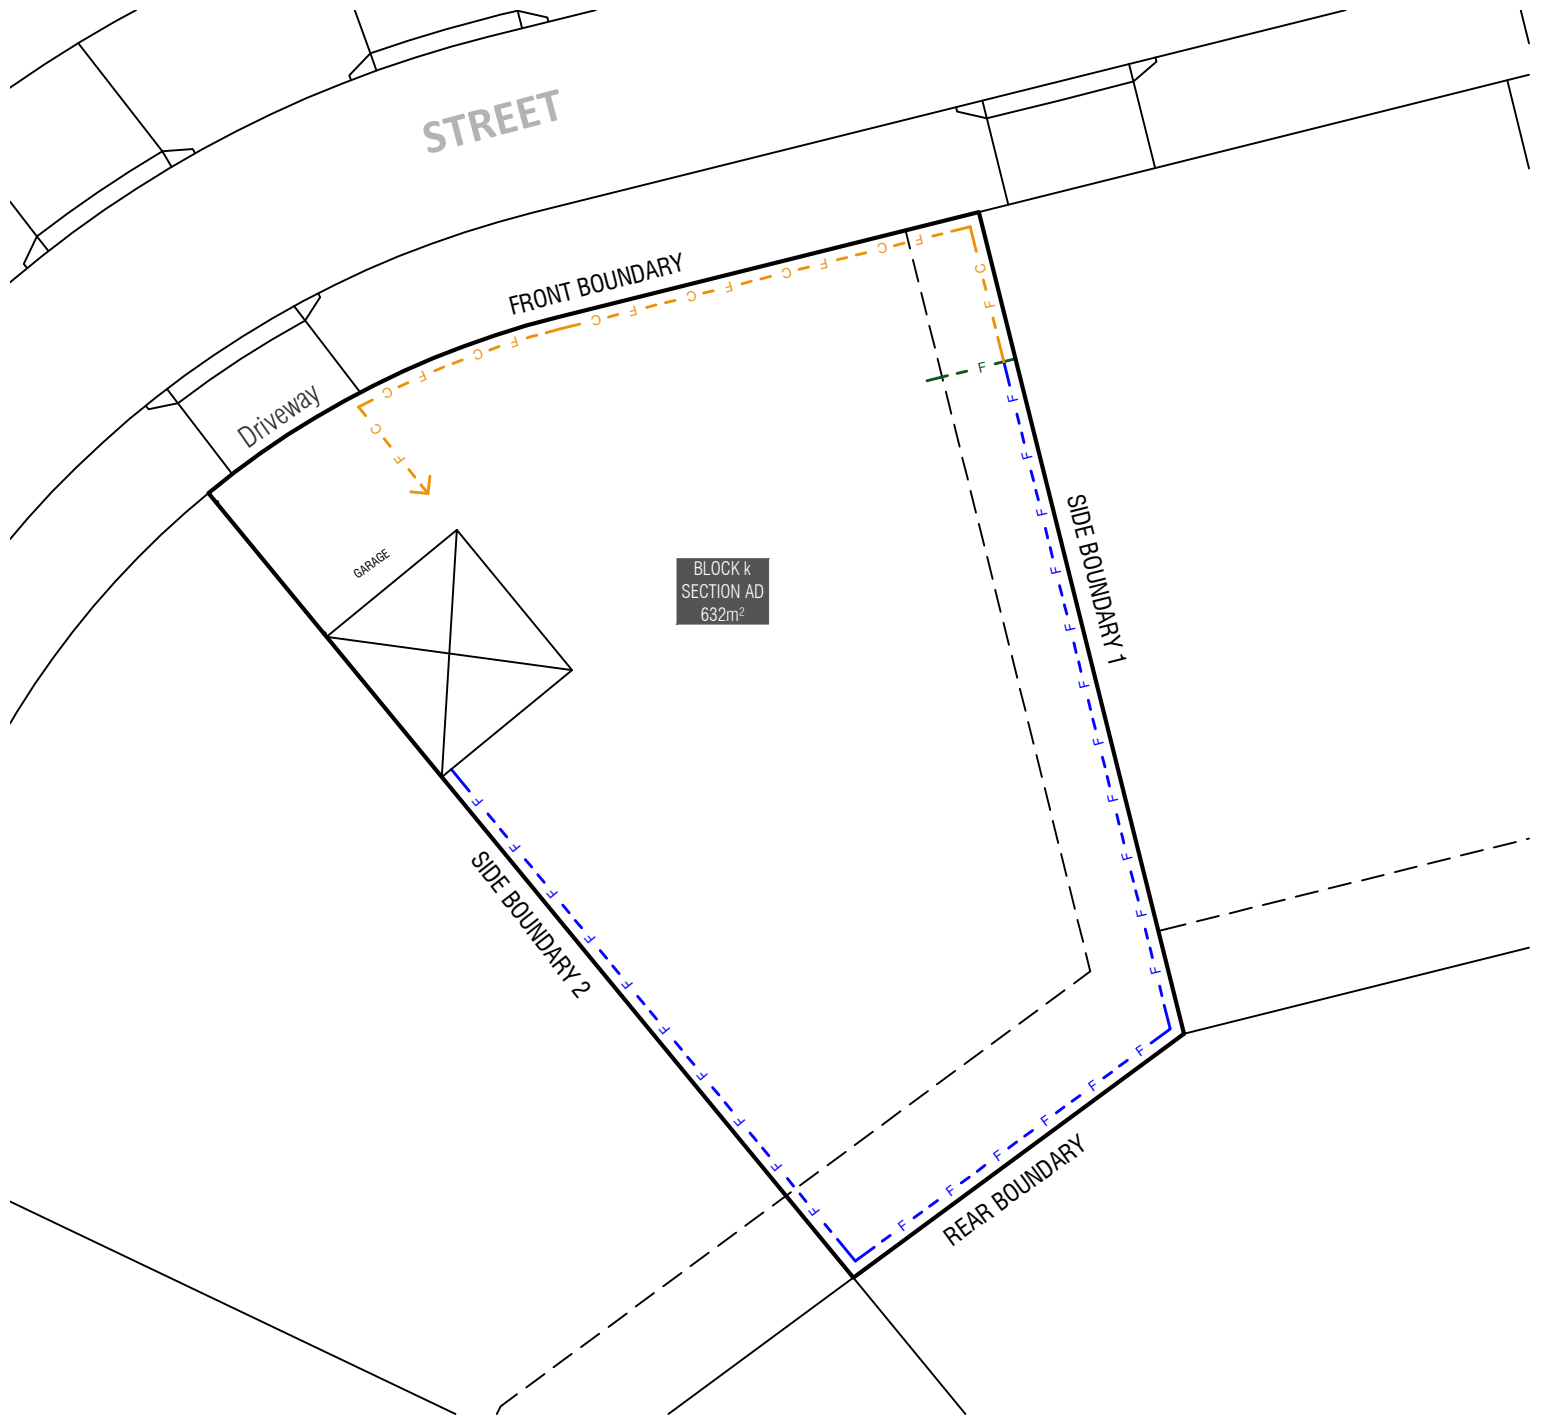 STREET
FRONT BOUNDARY
Driveway
GARAGE
BLOCK k
SECTION AD
632m²
SIDE BOUNDARY 1
SIDE BOUNDARY 2
REAR BOUNDARY
C F C F C F C F C F C F C F
C F
C F
F
F F F F F F F F F F F
F F F F F F
F F F F F F F F F F